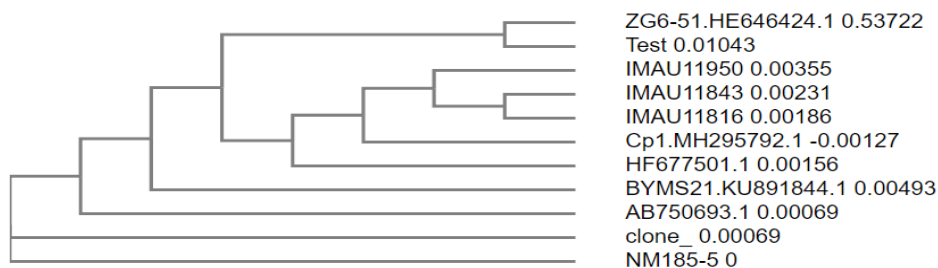 ZG6-51.HE646424.1 0.53722
Test 0.01043
IMAU11950 0.00355
IMAU11843 0.00231
IMAU11816 0.00186
Cp1.MH295792.1 -0.00127
HF677501.1 0.00156
BYMS21.KU891844.1 0.00493
AB750693.1 0.00069
clone_ 0.00069
NM185-5 0